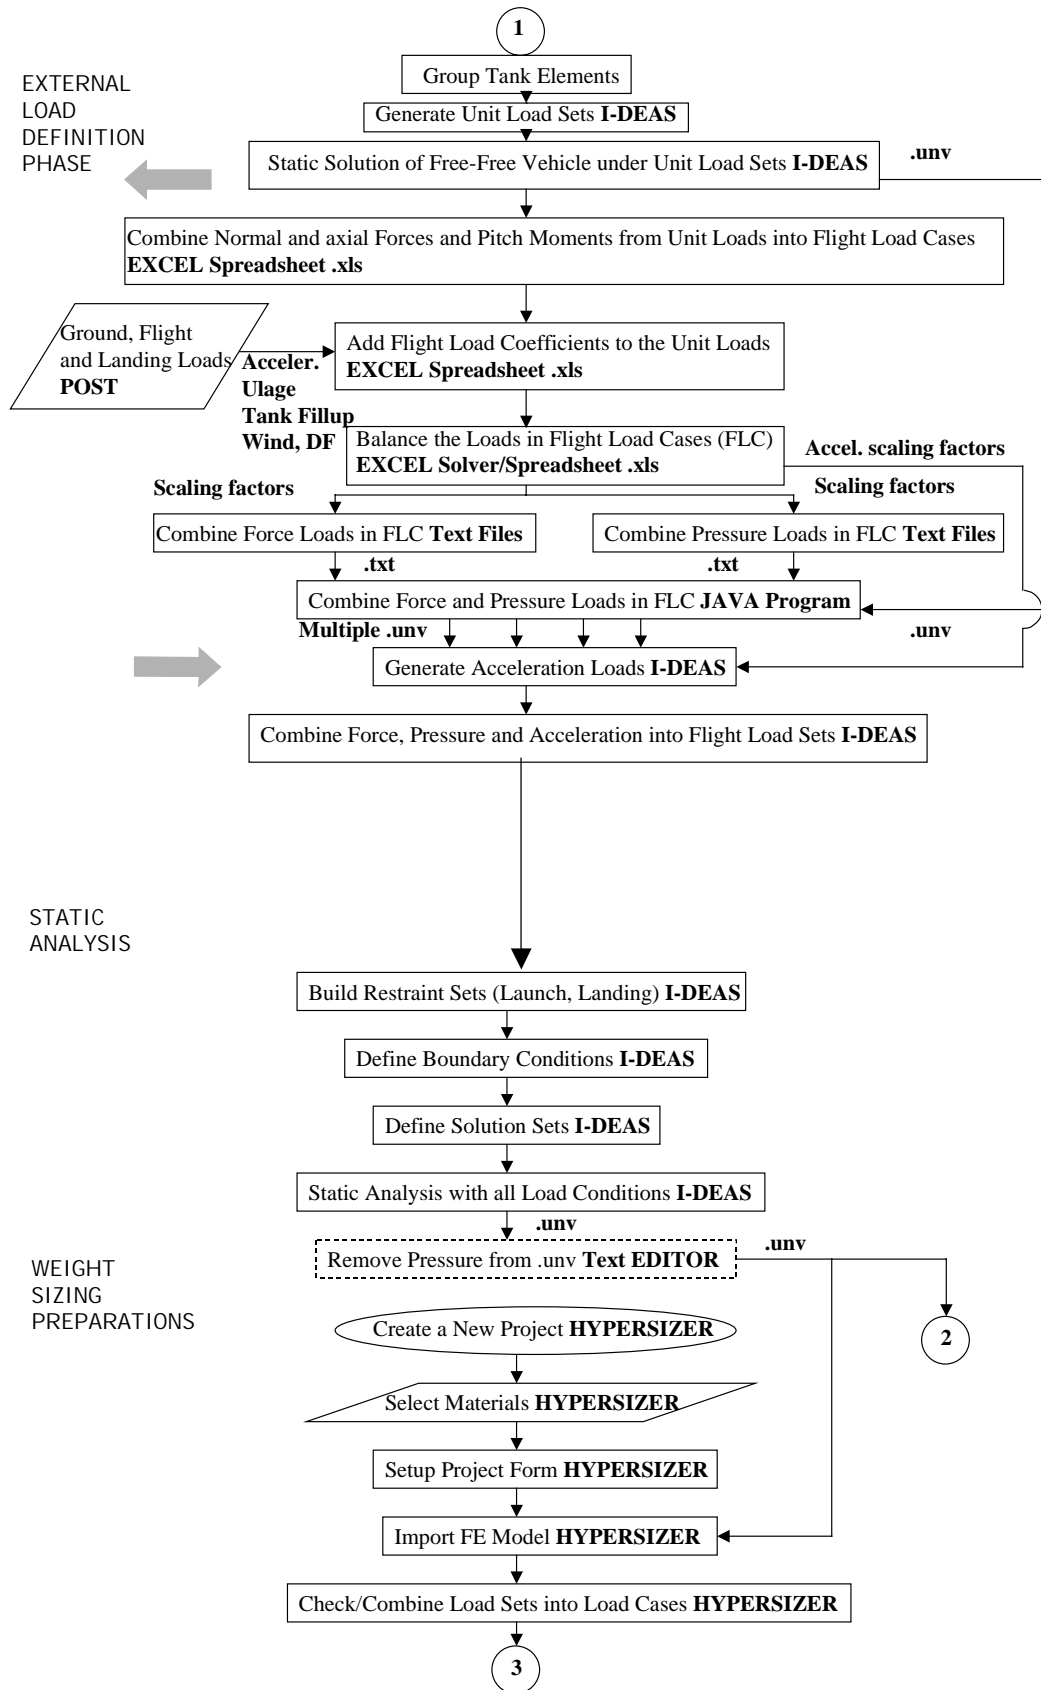 1
Group Tank Elements
EXTERNAL
LOAD
DEFINITION
PHASE
Generate Unit Load Sets I-DEAS
Static Solution of Free-Free Vehicle under Unit Load Sets I-DEAS
.unv
Combine Normal and axial Forces and Pitch Moments from Unit Loads into Flight Load Cases
EXCEL Spreadsheet .xls
Ground, Flight
and Landing Loads
POST
Acceler.
Ulage
Tank Fillup
Wind, DF
Add Flight Load Coefficients to the Unit Loads
EXCEL Spreadsheet .xls
Balance the Loads in Flight Load Cases (FLC)
EXCEL Solver/Spreadsheet .xls
Accel. scaling factors
Scaling factors
Scaling factors
Combine Force Loads in FLC Text Files
Combine Pressure Loads in FLC Text Files
.txt
.txt
Combine Force and Pressure Loads in FLC JAVA Program
Multiple .unv
.unv
Generate Acceleration Loads I-DEAS
Combine Force, Pressure and Acceleration into Flight Load Sets I-DEAS
STATIC
ANALYSIS
Build Restraint Sets (Launch, Landing) I-DEAS
Define Boundary Conditions I-DEAS
Define Solution Sets I-DEAS
Static Analysis with all Load Conditions I-DEAS
.unv
Remove Pressure from .unv Text EDITOR
.unv
WEIGHT
SIZING
PREPARATIONS
Create a New Project HYPERSIZER
2
Select Materials HYPERSIZER
Setup Project Form HYPERSIZER
Import FE Model HYPERSIZER
Check/Combine Load Sets into Load Cases HYPERSIZER
3